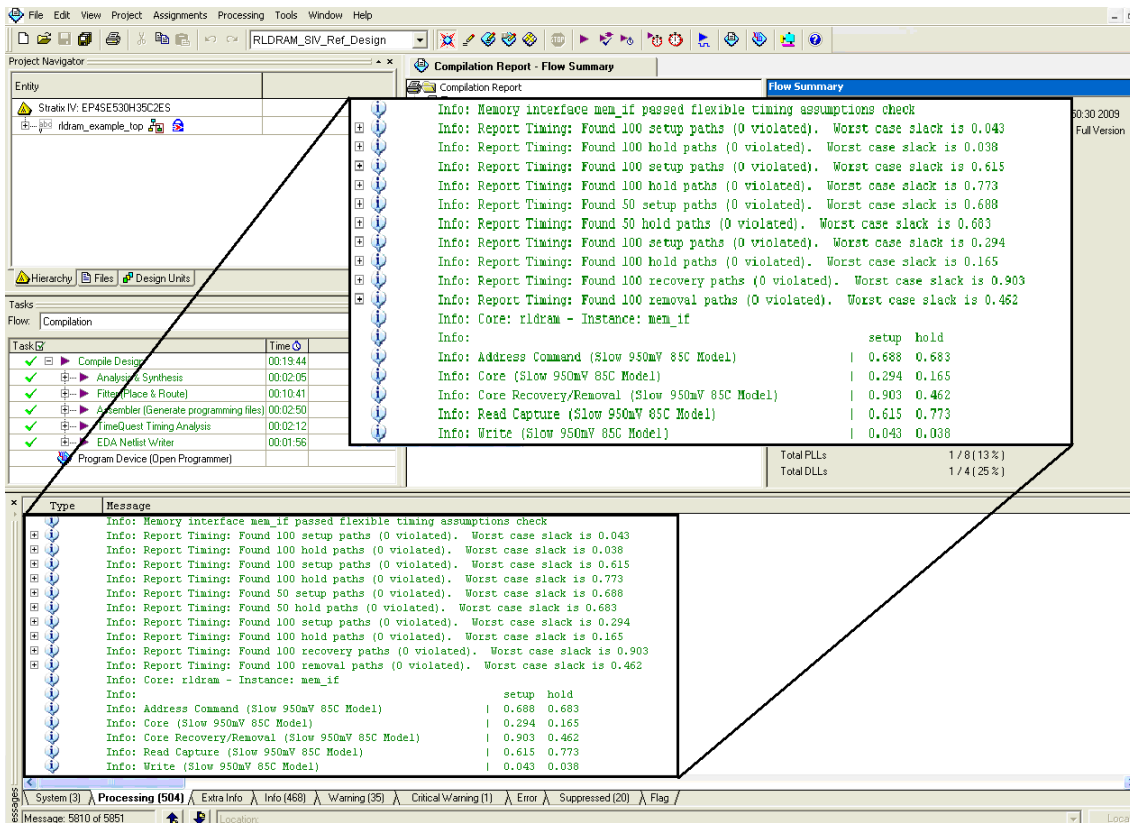 File Edit View Project Assignments Processing Tools Window Help
RLDRAM_SIV_Ref_Design
Project Navigator
Entity
Stratix IV: EP4SE530H35C2ES
rldram_example_top
Hierarchy Files Design Units
Tasks
Flow: Compilation
Task Time
Compile Design 00:19:44
Analysis & Synthesis 00:02:05
Fitter (Place & Route) 00:10:41
Assembler (Generate programming files) 00:02:50
TimeQuest Timing Analysis 00:02:12
EDA Netlist Writer 00:01:56
Program Device (Open Programmer)
Compilation Report - Flow Summary
Compilation Report
Flow Summary
50:30 2009
Full Version
Info: Memory interface mem_if passed flexible timing assumptions check
Info: Report Timing: Found 100 setup paths (0 violated). Worst case slack is 0.043
Info: Report Timing: Found 100 hold paths (0 violated). Worst case slack is 0.038
Info: Report Timing: Found 100 setup paths (0 violated). Worst case slack is 0.615
Info: Report Timing: Found 100 hold paths (0 violated). Worst case slack is 0.773
Info: Report Timing: Found 50 setup paths (0 violated). Worst case slack is 0.688
Info: Report Timing: Found 50 hold paths (0 violated). Worst case slack is 0.683
Info: Report Timing: Found 100 setup paths (0 violated). Worst case slack is 0.294
Info: Report Timing: Found 100 hold paths (0 violated). Worst case slack is 0.165
Info: Report Timing: Found 100 recovery paths (0 violated). Worst case slack is 0.903
Info: Report Timing: Found 100 removal paths (0 violated). Worst case slack is 0.462
Info: Core: rldram - Instance: mem_if
Info: setup hold
Info: Address Command (Slow 950mV 85C Model) | 0.688 0.683
Info: Core (Slow 950mV 85C Model) | 0.294 0.165
Info: Core Recovery/Removal (Slow 950mV 85C Model) | 0.903 0.462
Info: Read Capture (Slow 950mV 85C Model) | 0.615 0.773
Info: Write (Slow 950mV 85C Model) | 0.043 0.038
Total PLLs 1 / 8 ( 13 % )
Total DLLs 1 / 4 ( 25 % )
Type Message
Info: Memory interface mem_if passed flexible timing assumptions check
Info: Report Timing: Found 100 setup paths (0 violated). Worst case slack is 0.043
Info: Report Timing: Found 100 hold paths (0 violated). Worst case slack is 0.038
Info: Report Timing: Found 100 setup paths (0 violated). Worst case slack is 0.615
Info: Report Timing: Found 100 hold paths (0 violated). Worst case slack is 0.773
Info: Report Timing: Found 50 setup paths (0 violated). Worst case slack is 0.688
Info: Report Timing: Found 50 hold paths (0 violated). Worst case slack is 0.683
Info: Report Timing: Found 100 setup paths (0 violated). Worst case slack is 0.294
Info: Report Timing: Found 100 hold paths (0 violated). Worst case slack is 0.165
Info: Report Timing: Found 100 recovery paths (0 violated). Worst case slack is 0.903
Info: Report Timing: Found 100 removal paths (0 violated). Worst case slack is 0.462
Info: Core: rldram - Instance: mem_if
Info: setup hold
Info: Address Command (Slow 950mV 85C Model) | 0.688 0.683
Info: Core (Slow 950mV 85C Model) | 0.294 0.165
Info: Core Recovery/Removal (Slow 950mV 85C Model) | 0.903 0.462
Info: Read Capture (Slow 950mV 85C Model) | 0.615 0.773
Info: Write (Slow 950mV 85C Model) | 0.043 0.038
System (3) Processing (504) Extra Info Info (468) Warning (35) Critical Warning (1) Error Suppressed (20) Flag
Message: 5810 of 5851 Location: